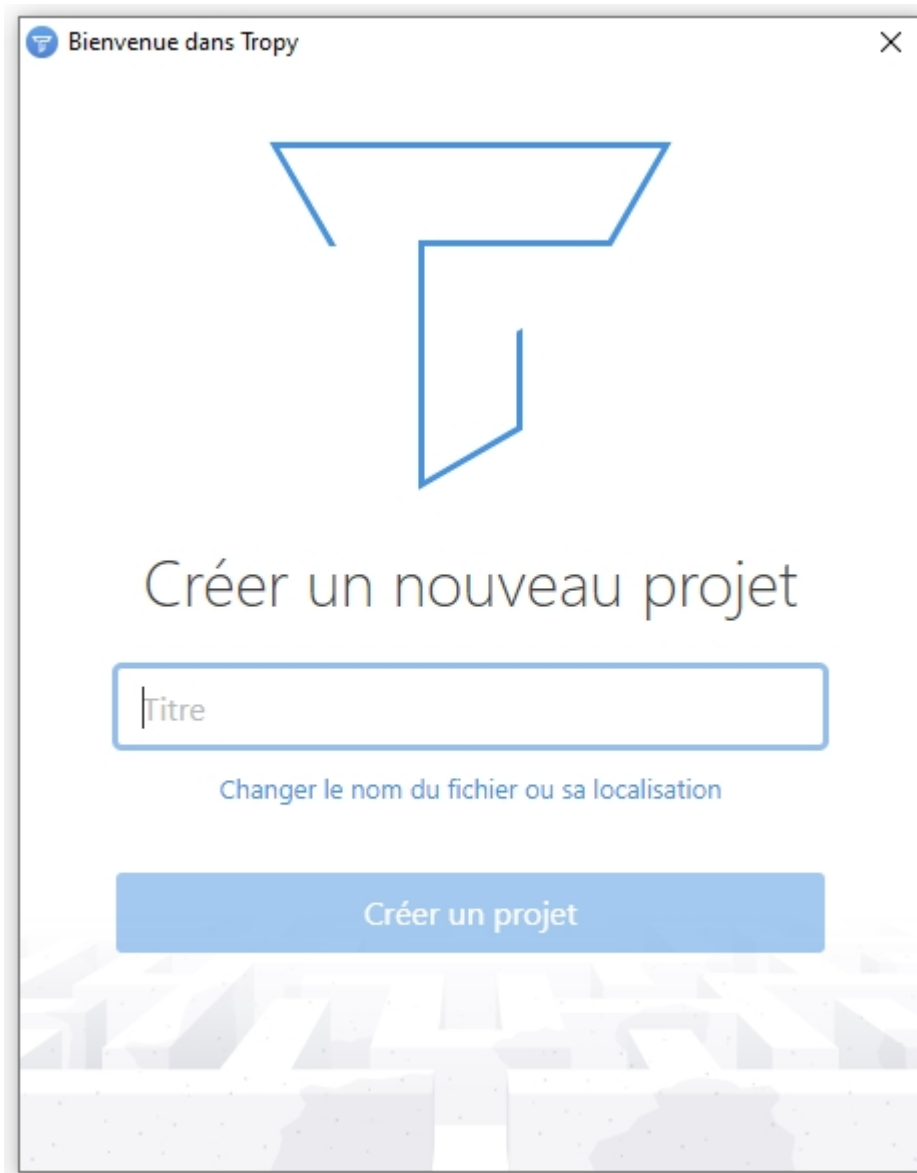 Bienvenue dans Tropy
Créer un nouveau projet
Titre
Changer le nom du fichier ou sa localisation
Créer un projet